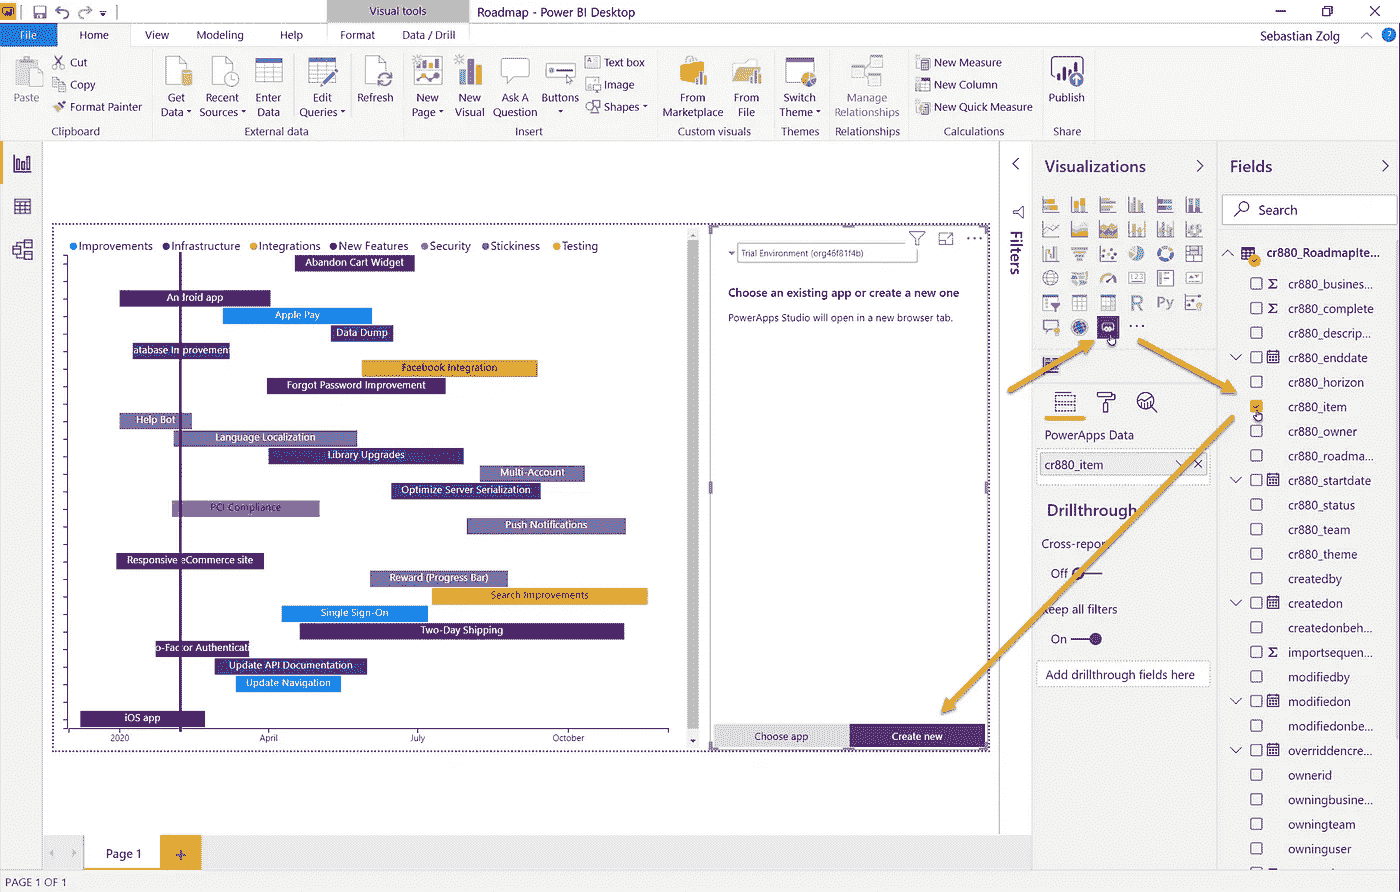 Visual tools
Roadmap - Power BI Desktop
File
Home
View
Modeling
Help
Format
Data / Drill
Sebastian Zolg
Paste
Cut
Copy
Format Painter
Clipboard
Get Data
Recent Sources
Enter Data
Edit Queries
Refresh
External data
New Page
New Visual
Ask A Question
Buttons
Text box
Image
Shapes
Insert
From Marketplace
From File
Custom visuals
Switch Theme
Themes
Manage Relationships
Relationships
New Measure
New Column
New Quick Measure
Calculations
Publish
Share
Improvements Infrastructure Integrations New Features Security Stickiness Testing
Abandon Cart Widget
Android app
Apple Pay
Data Dump
atabase Improvement
Facebook Integration
Forgot Password Improvement
Help Bot
Language Localization
Library Upgrades
Multi-Account
Optimize Server Serialization
PCI Compliance
Push Notifications
Responsive eCommerce site
Reward (Progress Bar)
Search Improvements
Single Sign-On
Two-Day Shipping
o-Factor Authenticati
Update API Documentation
Update Navigation
iOS app
2020
April
July
October
Trial Environment (org46f81f4b)
Choose an existing app or create a new one
PowerApps Studio will open in a new browser tab.
Choose app
Create new
Filters
Visualizations
R
Py
123
PowerApps Data
cr880_item
Drillthrough
Cross-repor
Off
eep all filters
On
Add drillthrough fields here
Fields
Search
cr880_RoadmapIte...
Σ cr880_busines...
Σ cr880_complete
cr880_descrip...
cr880_enddate
cr880_horizon
cr880_item
cr880_owner
cr880_roadma...
cr880_startdate
cr880_status
cr880_team
cr880_theme
createdby
createdon
createdonbeh...
Σ importsequen...
modifiedby
modifiedon
modifiedonbe...
overriddencre...
ownerid
owningbusine...
owningteam
owninguser
Page 1
+
PAGE 1 OF 1